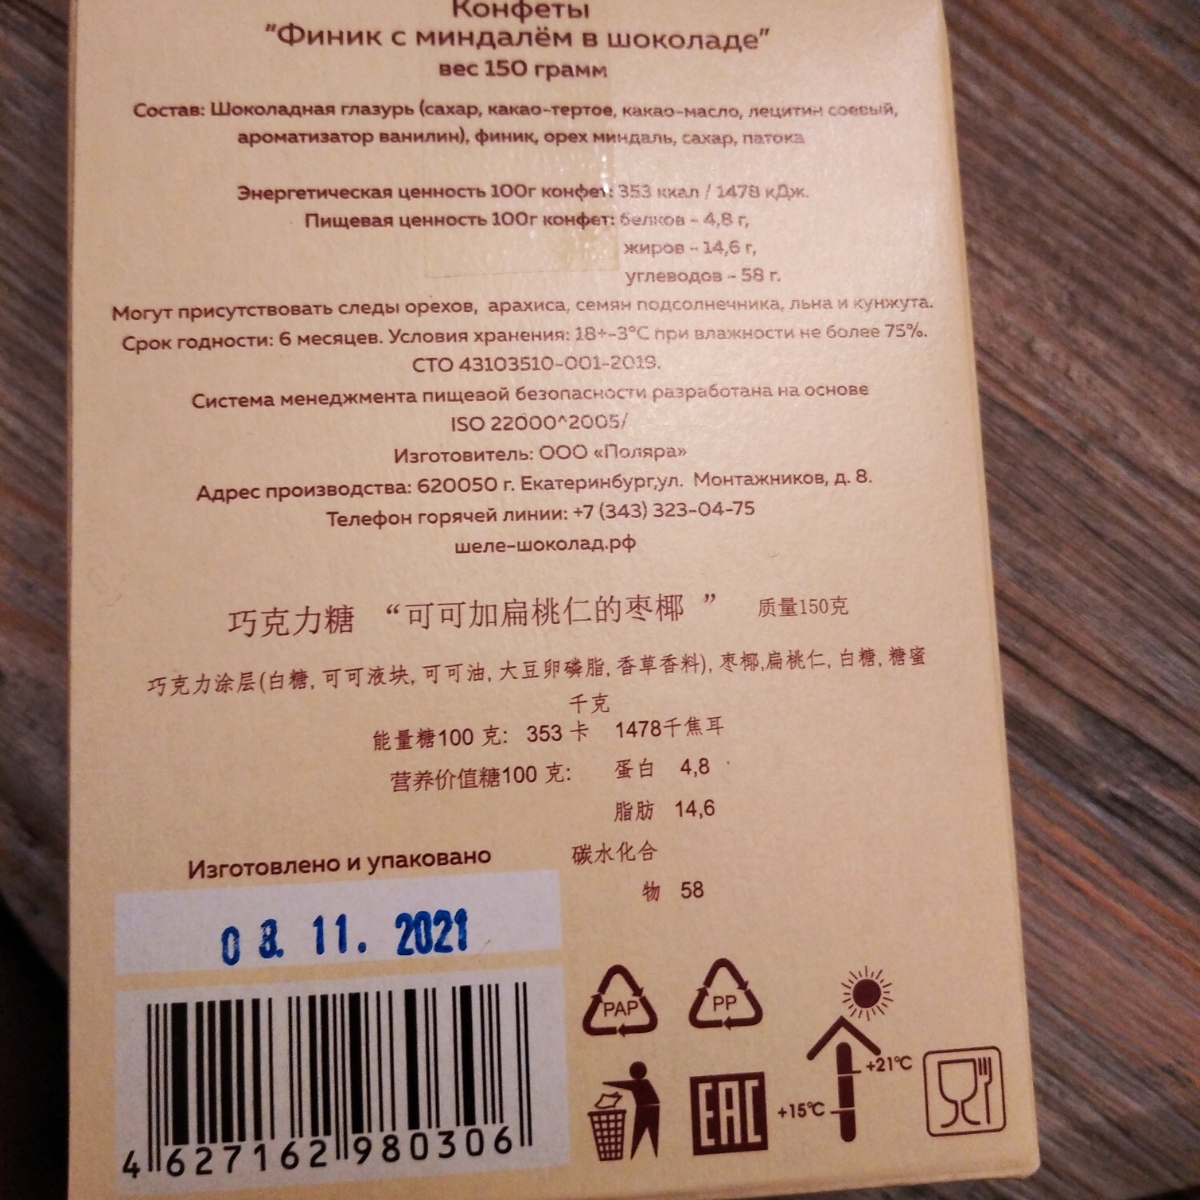 Конфеты
"Финик с миндалём в шоколаде"
вес 150 грамм
Состав: Шоколадная глазурь (сахар, какао-тертое, какао-масло, лецитин соевый,
ароматизатор ванилин), финик, орех миндаль, сахар, патока
Энергетическая ценность 100г конфет: 353 ккал / 1478 кДж.
Пищевая ценность 100г конфет: белков - 4,8 г,
жиров - 14,6 г,
углеводов - 58 г.
Могут присутствовать следы орехов, арахиса, семян подсолнечника, льна и кунжута.
Срок годности: 6 месяцев. Условия хранения: 18+-3°С при влажности не более 75%.
СТО 43103510-001-2019.
Система менеджмента пищевой безопасности разработана на основе
ISO 22000^2005/
Изготовитель: ООО «Поляра»
Адрес производства: 620050 г. Екатеринбург,ул. Монтажников, д. 8.
Телефон горячей линии: +7 (343) 323-04-75
шеле-шоколад.рф
巧克力糖 “可可加扁桃仁的枣椰 ” 质量150克
巧克力涂层(白糖, 可可液块, 可可油, 大豆卵磷脂, 香草香料), 枣椰,扁桃仁, 白糖, 糖蜜
千克
能量糖100 克: 353 卡 1478千焦耳
营养价值糖100 克: 蛋白 4,8
脂肪 14,6
碳水化合
物 58
Изготовлено и упаковано
03.11.2021
PAP PP
+21°C
+15°C
EAC
4 627162 980306